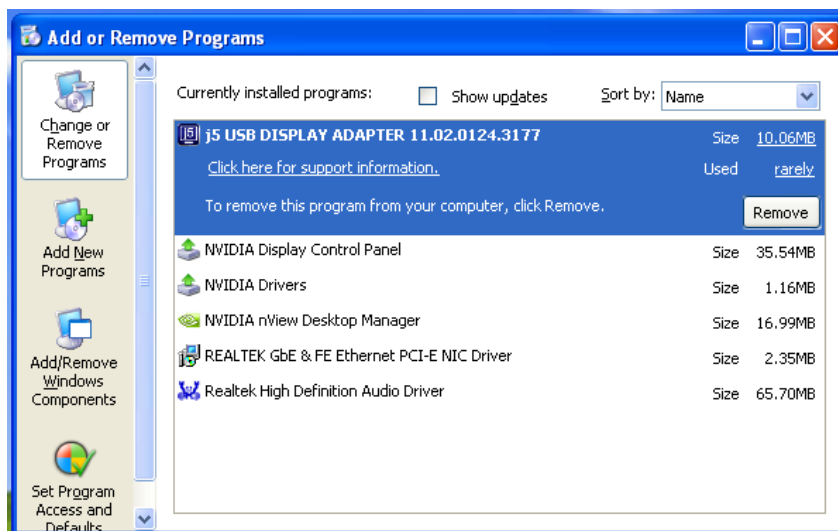 Add or Remove Programs
Change or
Remove
Programs
Add New
Programs
Add/Remove
Windows
Components
Set Program
Access and
Defaults
Currently installed programs: Show updates Sort by: Name
j5 USB DISPLAY ADAPTER 11.02.0124.3177 Size 10.06MB
Click here for support information. Used rarely
To remove this program from your computer, click Remove. Remove
NVIDIA Display Control Panel Size 35.54MB
NVIDIA Drivers Size 1.16MB
NVIDIA nView Desktop Manager Size 16.99MB
REALTEK GbE & FE Ethernet PCI-E NIC Driver Size 2.35MB
Realtek High Definition Audio Driver Size 65.70MB